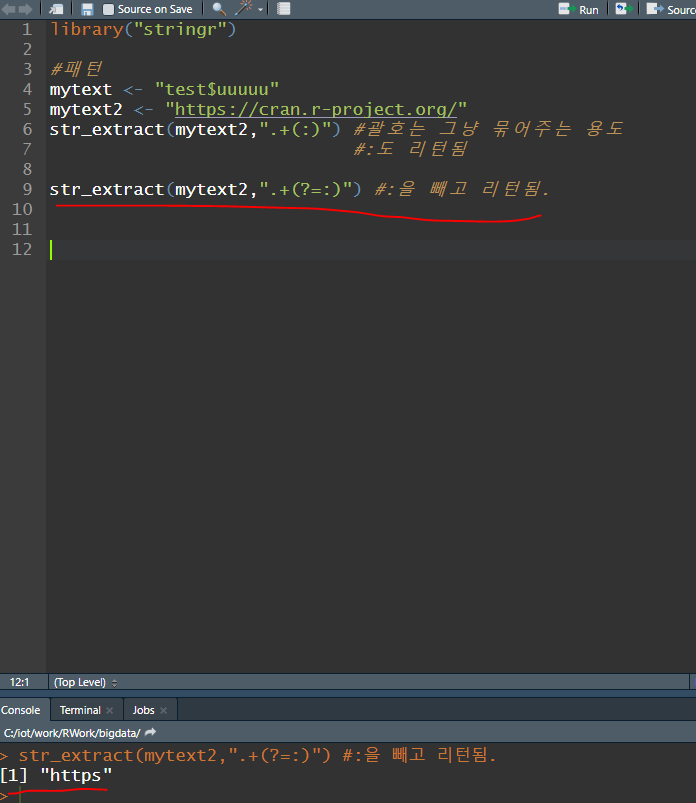 Source on Save Run Sourc
1 library("stringr")
2
3 #패턴
4 mytext <- "test$uuuuu"
5 mytext2 <- "https://cran.r-project.org/"
6 str_extract(mytext2,".+(:)") #괄호는 그냥 묶어주는 용도
7 #:도 리턴됨
8
9 str_extract(mytext2,".+(?=:)") #:을 빼고 리턴됨.
10
11
12
12:1 (Top Level)
Console Terminal Jobs
C:/iot/work/RWork/bigdata/
> str_extract(mytext2,".+(?=:)") #:을 빼고 리턴됨.
[1] "https"
>